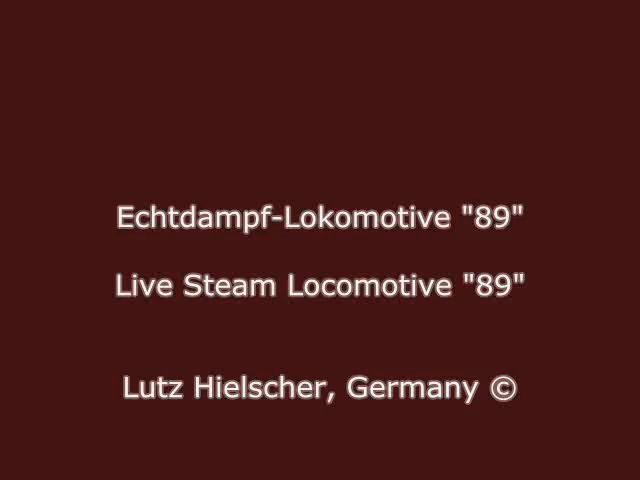 Echtdampf-Lokomotive "89"
Live Steam Locomotive "89"
Lutz Hielscher, Germany ©